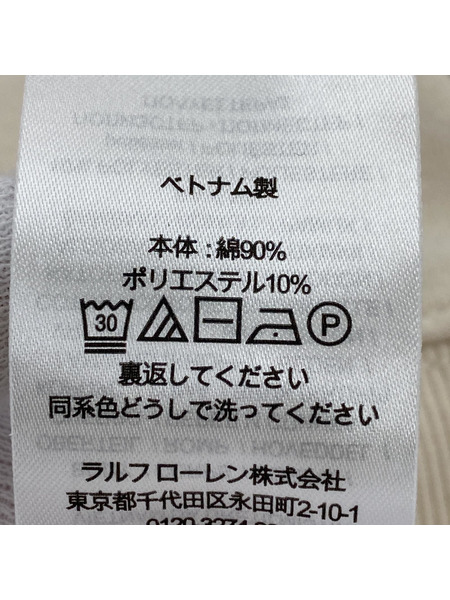 ベトナム製
本体：綿90%
ポリエステル10%
30 P
裏返してください
同系色どうしで洗ってください
ラルフ ローレン株式会社
東京都千代田区永田町2-10-1